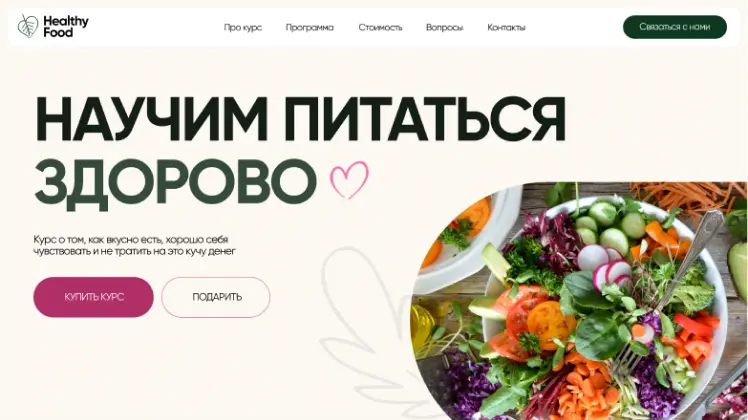 Healthy
Food
Про курс
Программа
Стоимость
Вопросы
Контакты
Связаться с нами
НАУЧИМ ПИТАТЬСЯ
ЗДОРОВО
Курс о том, как вкусно есть, хорошо себя
чувствовать и не тратить на это кучу денег
КУПИТЬ КУРС
ПОДАРИТЬ